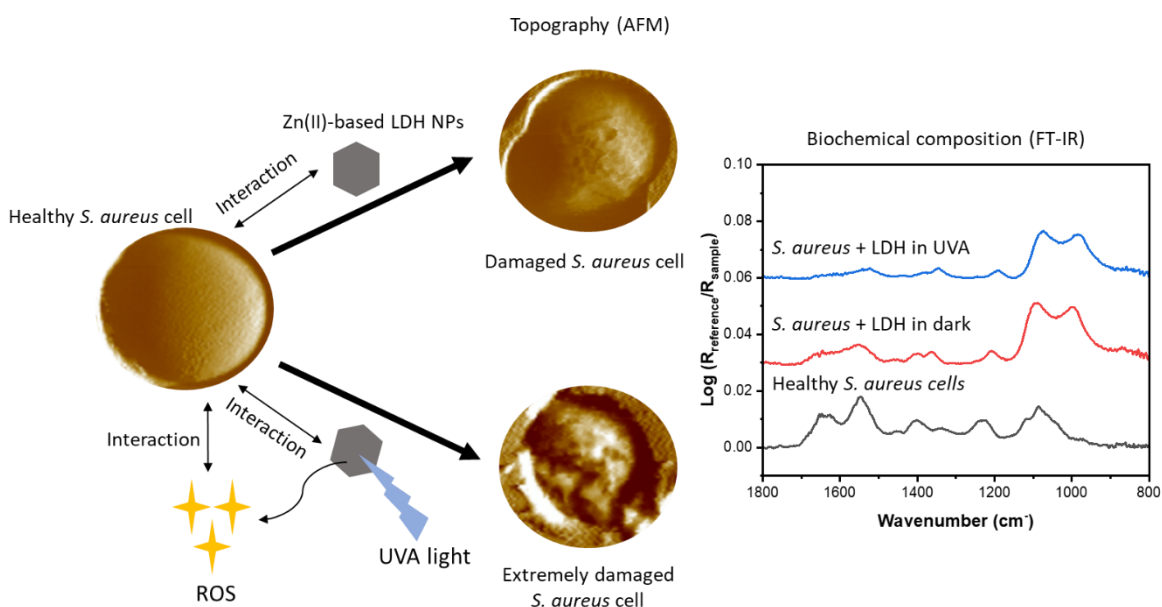 Topography (AFM)
Zn(II)-based LDH NPs
Interaction
Healthy S. aureus cell
Damaged S. aureus cell
Interaction
Interaction
ROS
UVA light
Extremely damaged
S. aureus cell
Biochemical composition (FT-IR)
Log (Rreference/Rsample)
0.10
0.08
0.06
0.04
0.02
0.00
S. aureus + LDH in UVA
S. aureus + LDH in dark
Healthy S. aureus cells
1800 1600 1400 1200 1000 800
Wavenumber (cm⁻)